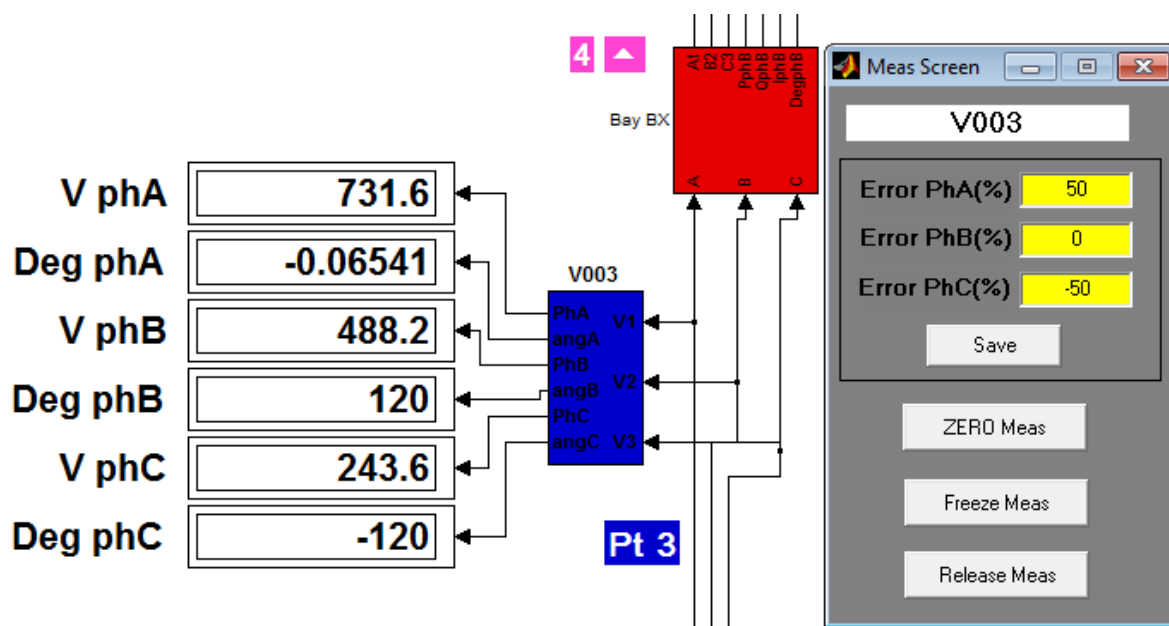 4
A1
B2
C3
PphB
QphB
IphB
DegphB
Bay BX
A
B
C
V phA
731.6
Deg phA
-0.06541
V phB
488.2
Deg phB
120
V phC
243.6
Deg phC
-120
V003
PhA
angA
PhB
angB
PhC
angC
V1
V2
V3
Pt 3
Meas Screen
V003
Error PhA(%) 50
Error PhB(%) 0
Error PhC(%) -50
Save
ZERO Meas
Freeze Meas
Release Meas